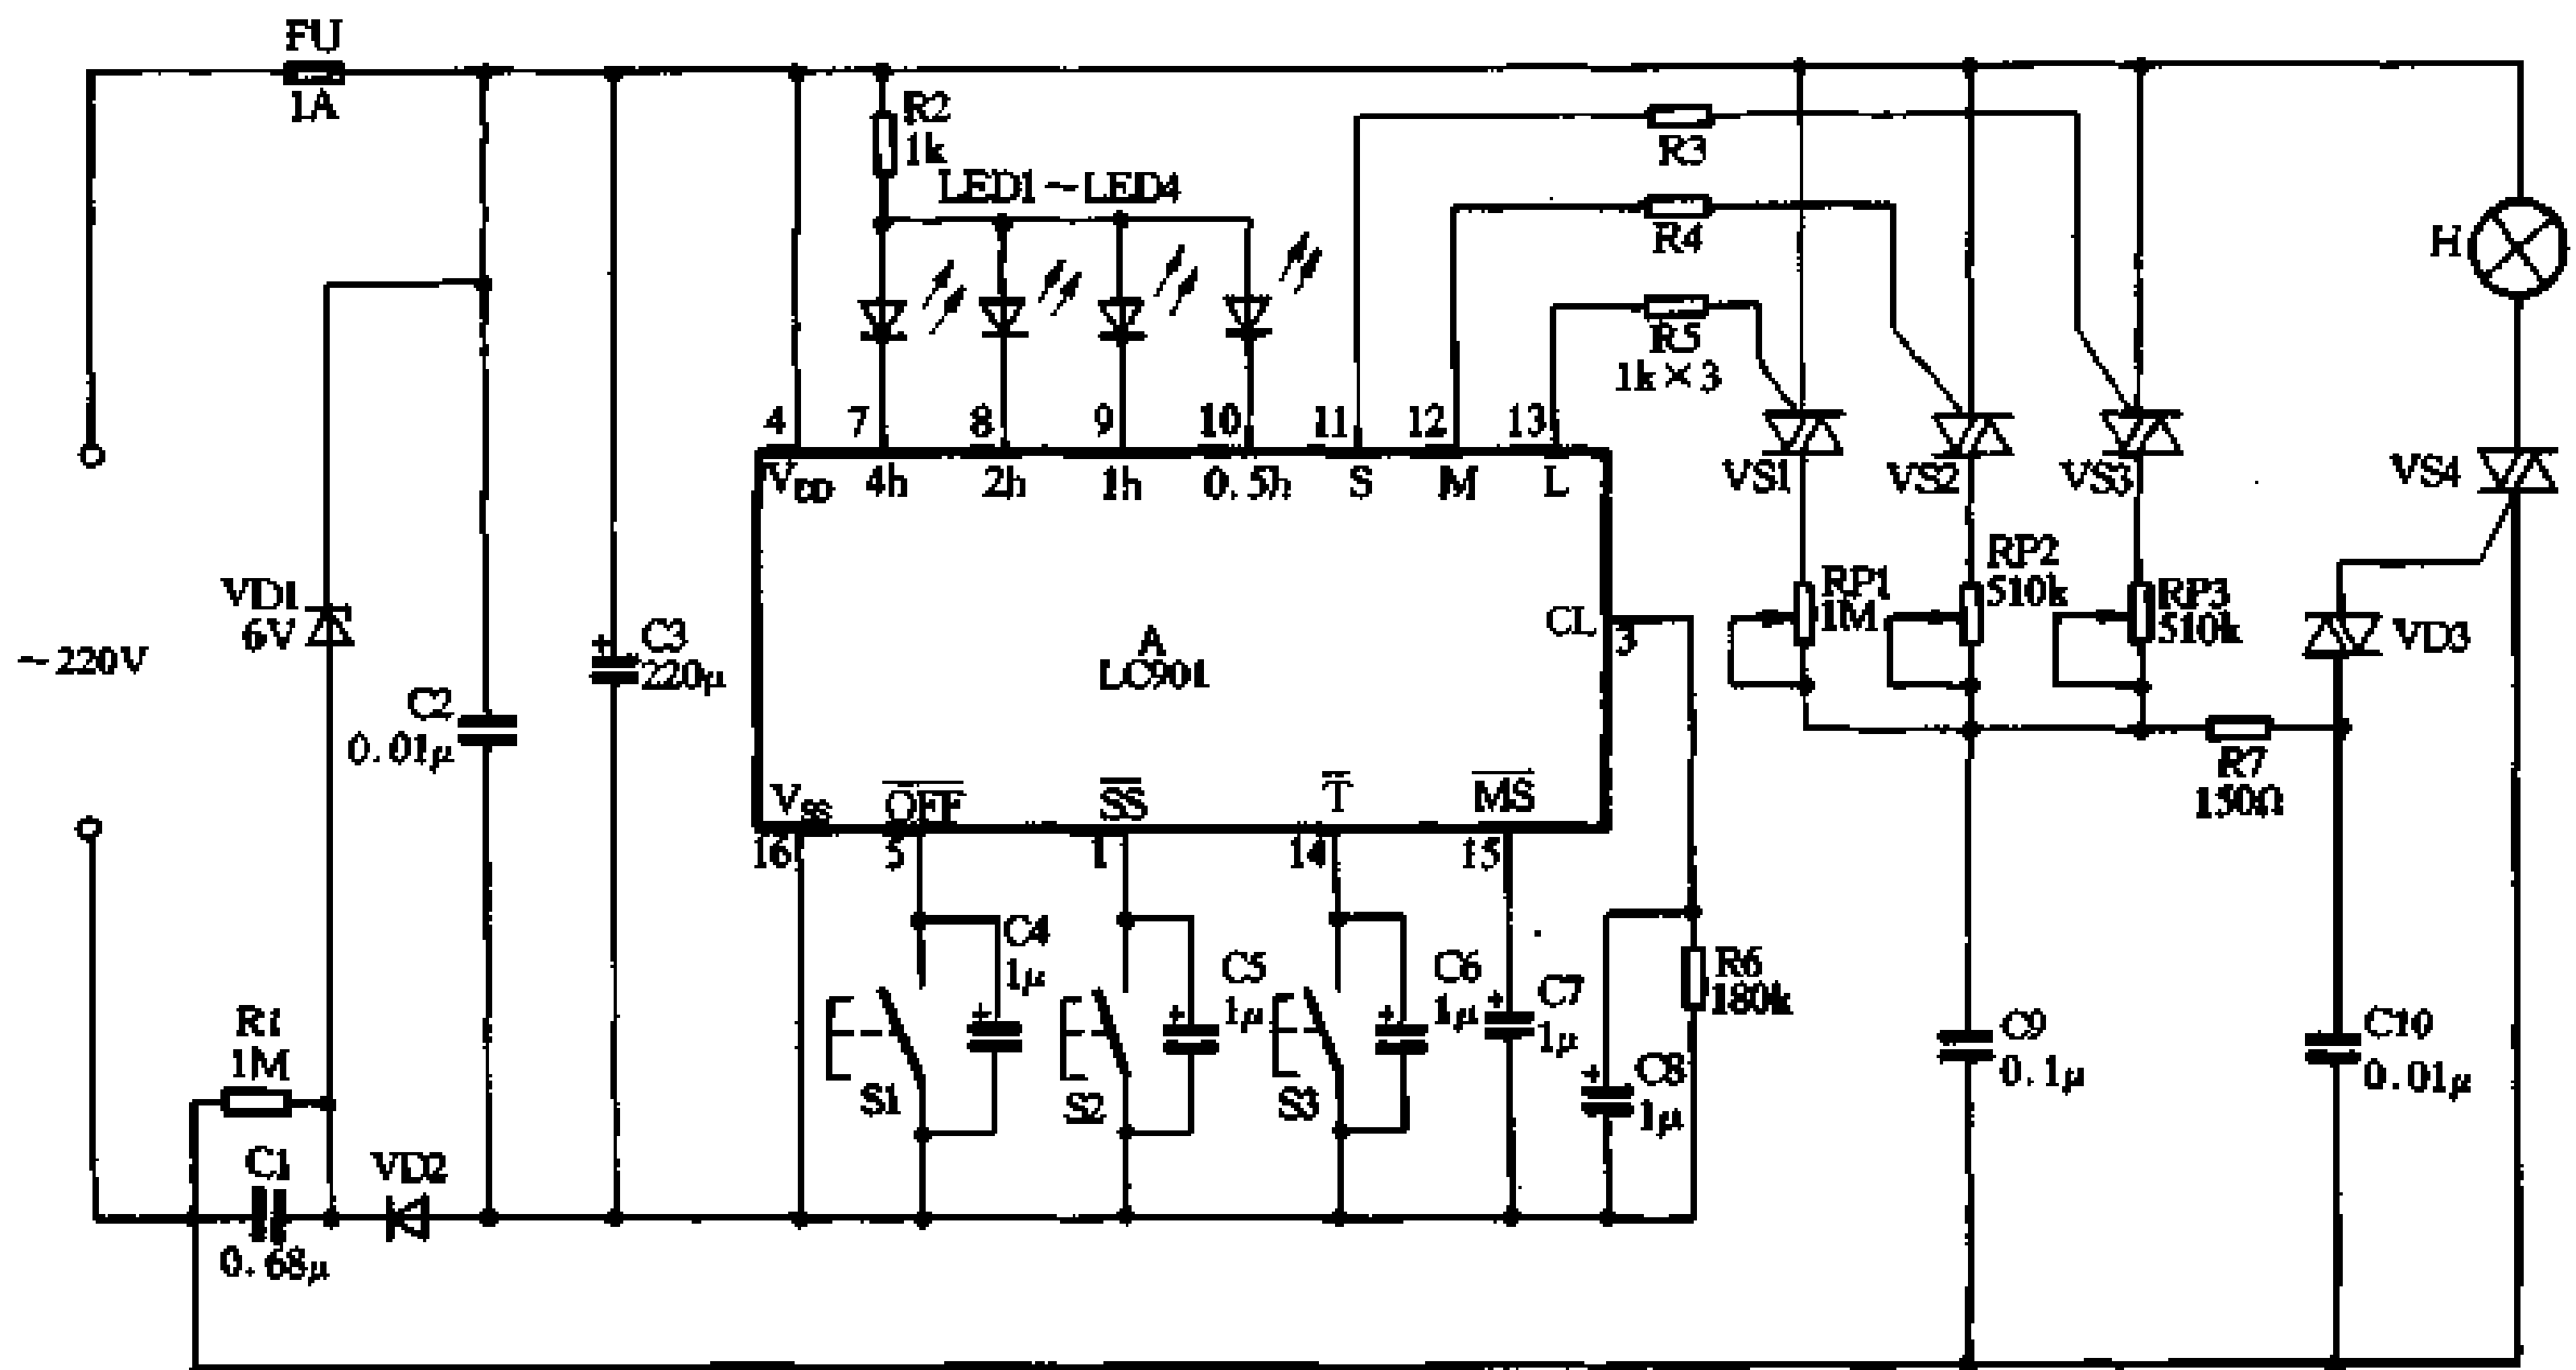 FU
1A
R2
1k
LED1～LED4
R3
R4
R5
1k×3
H
4 7 8 9 10 11 12 13
VDD 4h 2h 1h 0.5h S M L
VS1 VS2 VS3 VS4
VD1
6V
C3
220μ
~220V
C2
0.01μ
A
LC901
CL
3
RP1
1M
RP2
510k
RP3
510k
VD3
R7
150Ω
VSS O̅F̅F̅ S̅S̅ T̅ M̅S̅
16 5 1 14 15
C4
1μ
C5
1μ
C6
1μ
C7
1μ
R6
180k
C8
1μ
S1 S2 S3
R1
1M
C1
0.68μ
VD2
C9
0.1μ
C10
0.01μ